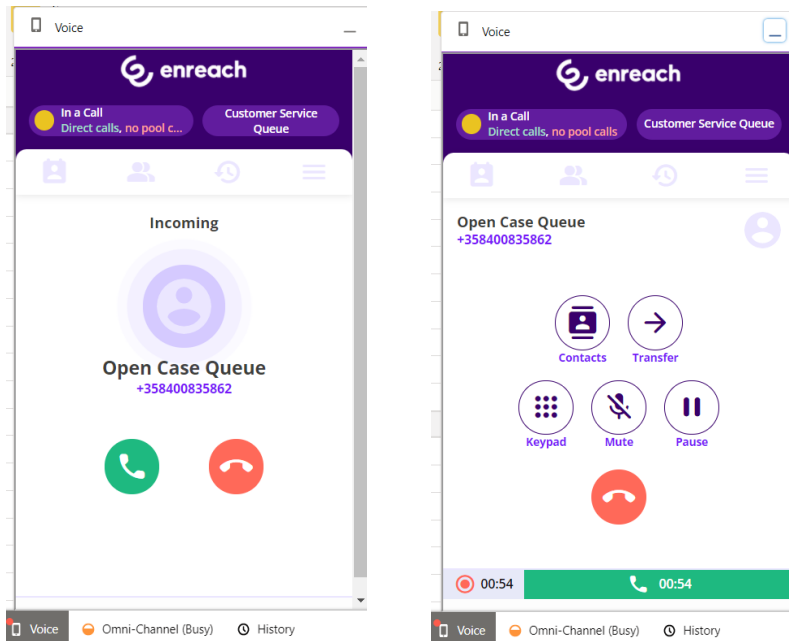 Voice
enreach
In a Call
Direct calls, no pool c...
Customer Service
Queue
Incoming
Open Case Queue
+358400835862
Voice
Omni-Channel (Busy)
History
Voice
enreach
In a Call
Direct calls, no pool calls
Customer Service Queue
Open Case Queue
+358400835862
Contacts
Transfer
Keypad
Mute
Pause
00:54
00:54
Voice
Omni-Channel (Busy)
History